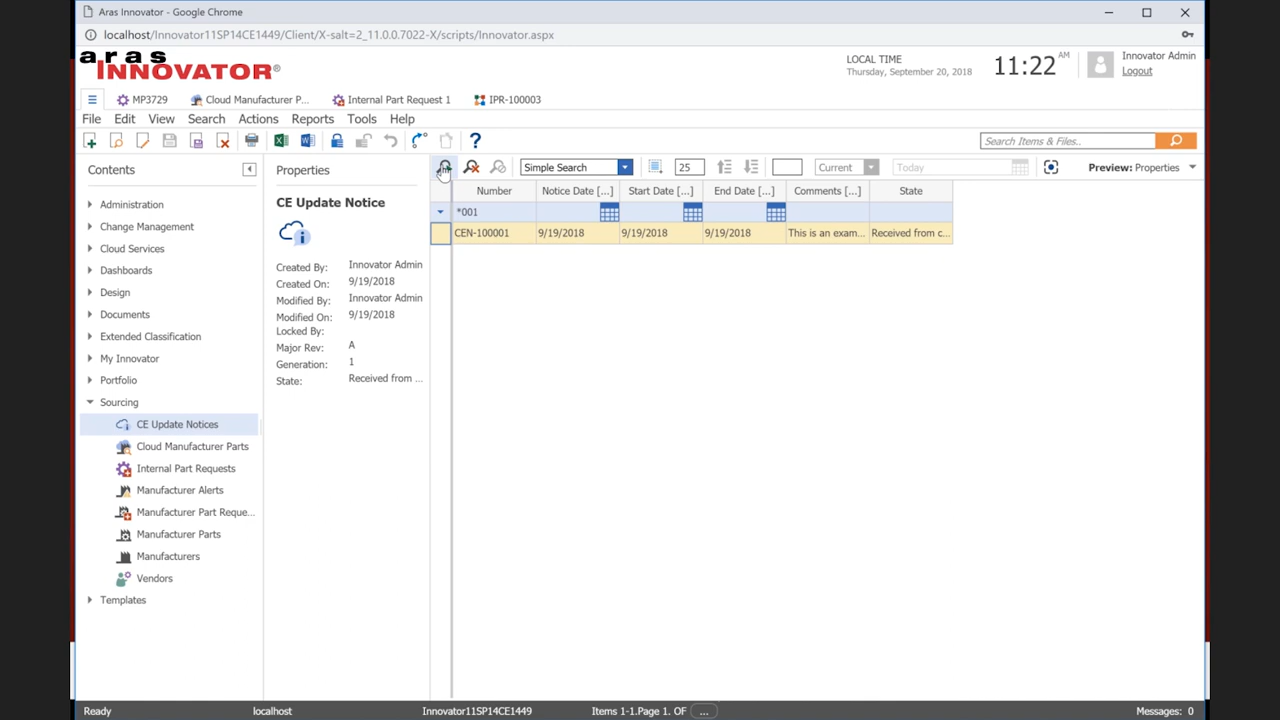 Aras Innovator - Google Chrome
localhost/Innovator11SP14CE1449/Client/X-salt=2_11.0.0.7022-X/scripts/Innovator.aspx
aras
INNOVATOR®
LOCAL TIME
Thursday, September 20, 2018
11:22 AM
Innovator Admin
Logout
MP3729
Cloud Manufacturer P...
Internal Part Request 1
IPR-100003
File Edit View Search Actions Reports Tools Help
Search Items & Files..
Contents
Properties
Simple Search
25
Current
Today
Preview: Properties
Administration
Change Management
Cloud Services
Dashboards
Design
Documents
Extended Classification
My Innovator
Portfolio
Sourcing
CE Update Notices
Cloud Manufacturer Parts
Internal Part Requests
Manufacturer Alerts
Manufacturer Part Reque...
Manufacturer Parts
Manufacturers
Vendors
Templates
CE Update Notice
Created By: Innovator Admin
Created On: 9/19/2018
Modified By: Innovator Admin
Modified On: 9/19/2018
Locked By:
Major Rev: A
Generation: 1
State: Received from ...
Number Notice Date [...] Start Date [...] End Date [...] Comments [...] State
*001
CEN-100001 9/19/2018 9/19/2018 9/19/2018 This is an exam... Received from c...
Ready localhost Innovator11SP14CE1449 Items 1-1.Page 1. OF ... Messages: 0